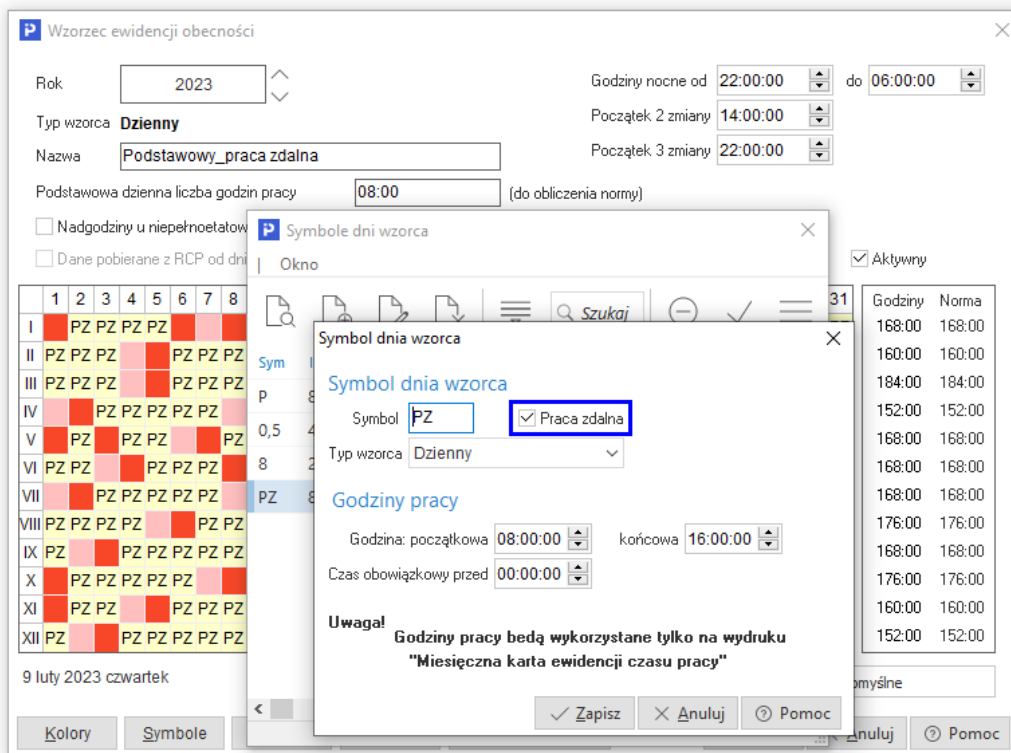 Wzorzec ewidencji obecności
Rok 2023
Godziny nocne od 22:00:00 do 06:00:00
Typ wzorca Dzienny
Początek 2 zmiany 14:00:00
Nazwa Podstawowy_praca zdalna
Początek 3 zmiany 22:00:00
Podstawowa dzienna liczba godzin pracy 08:00 (do obliczenia normy)
Nadgodziny u niepełnoetatow
Dane pobierane z RCP od dni
Aktywny
1 2 3 4 5 6 7 8 31 Godziny Norma
I PZ PZ PZ PZ 168:00 168:00
II PZ PZ PZ PZ PZ PZ 160:00 160:00
III PZ PZ PZ PZ PZ PZ 184:00 184:00
IV PZ PZ PZ PZ PZ 152:00 152:00
V PZ PZ PZ PZ PZ 168:00 168:00
VI PZ PZ PZ PZ PZ 168:00 168:00
VII PZ PZ PZ PZ PZ 168:00 168:00
VIII PZ PZ PZ PZ PZ PZ 176:00 176:00
IX PZ PZ PZ PZ PZ PZ 168:00 168:00
X PZ PZ PZ PZ PZ 176:00 176:00
XI PZ PZ PZ PZ PZ 160:00 160:00
XII PZ PZ PZ PZ PZ PZ 152:00 152:00
9 luty 2023 czwartek
Kolory
Symbole
Anuluj
Pomoc
Symbole dni wzorca
| Okno
Szukaj
Sym
P 8
0,5 4
8 2
PZ 8
Symbol dnia wzorca
Symbol dnia wzorca
Symbol PZ Praca zdalna
Typ wzorca Dzienny
Godziny pracy
Godzina: początkowa 08:00:00 końcowa 16:00:00
Czas obowiązkowy przed 00:00:00
Uwaga!
Godziny pracy bedą wykorzystane tylko na wydruku
"Miesięczna karta ewidencji czasu pracy"
Zapisz
Anuluj
Pomoc